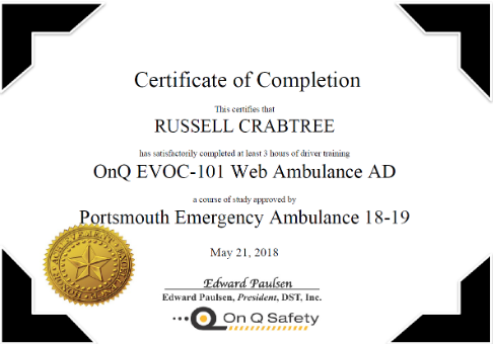 Certificate of Completion
This certifies that
RUSSELL CRABTREE
has satisfactorily completed at least 3 hours of driver training
OnQ EVOC-101 Web Ambulance AD
a course of study approved by
Portsmouth Emergency Ambulance 18-19
May 21, 2018
Edward Paulsen
Edward Paulsen, President, DST, Inc.
On Q Safety